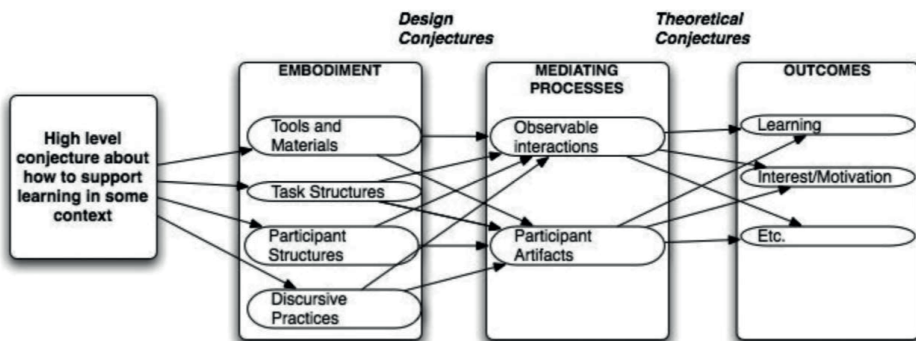 Design
Conjectures
Theoretical
Conjectures
High level
conjecture about
how to support
learning in some
context
EMBODIMENT
Tools and
Materials
Task Structures
Participant
Structures
Discursive
Practices
MEDIATING
PROCESSES
Observable
interactions
Participant
Artifacts
OUTCOMES
Learning
Interest/Motivation
Etc.